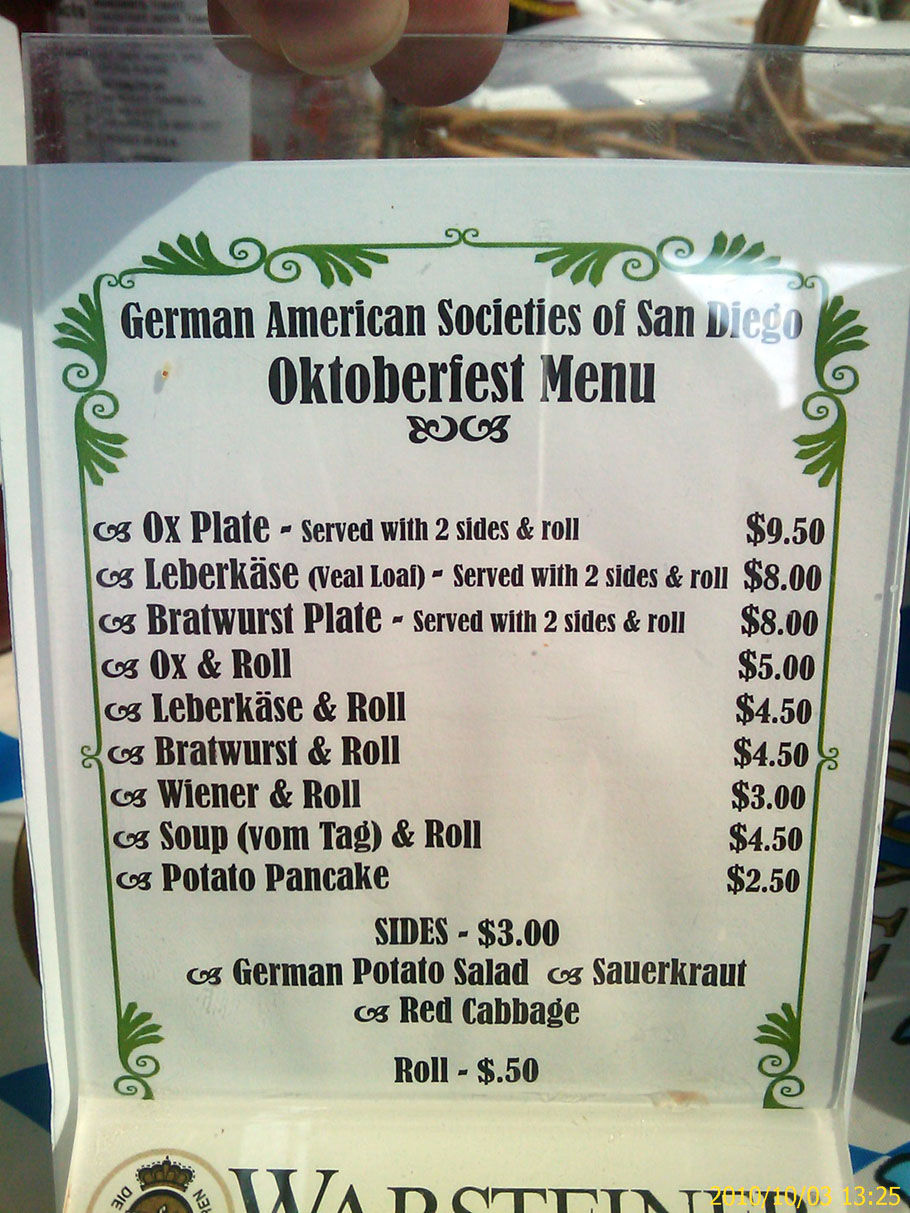 German American Societies of San Diego
Oktoberfest Menu
Ox Plate - Served with 2 sides & roll $9.50
Leberkäse (Veal Loaf) - Served with 2 sides & roll $8.00
Bratwurst Plate - Served with 2 sides & roll $8.00
Ox & Roll $5.00
Leberkäse & Roll $4.50
Bratwurst & Roll $4.50
Wiener & Roll $3.00
Soup (vom Tag) & Roll $4.50
Potato Pancake $2.50
SIDES - $3.00
German Potato Salad Sauerkraut
Red Cabbage
Roll - $.50
DIE
WARSTEINE
2010/10/03 13:25